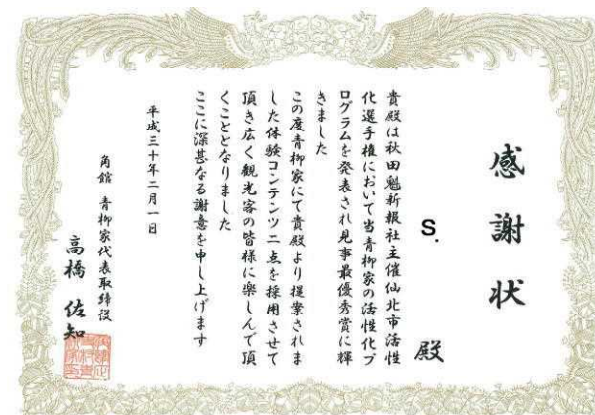 感謝状
S. 殿
貴殿は秋田魁新報社主催仙北市活性
化選手権において当青柳家の活性化プ
ログラムを発表され見事最優秀賞に輝
きました
この度青柳家にて貴殿より提案されま
した体験コンテンツ二点を採用させて
頂き広く観光客の皆様に楽しんで頂
くこととなりました
ここに深甚なる謝意を申し上げます
平成三十年二月一日
角館 青柳家代表取締役
高橋 佐知